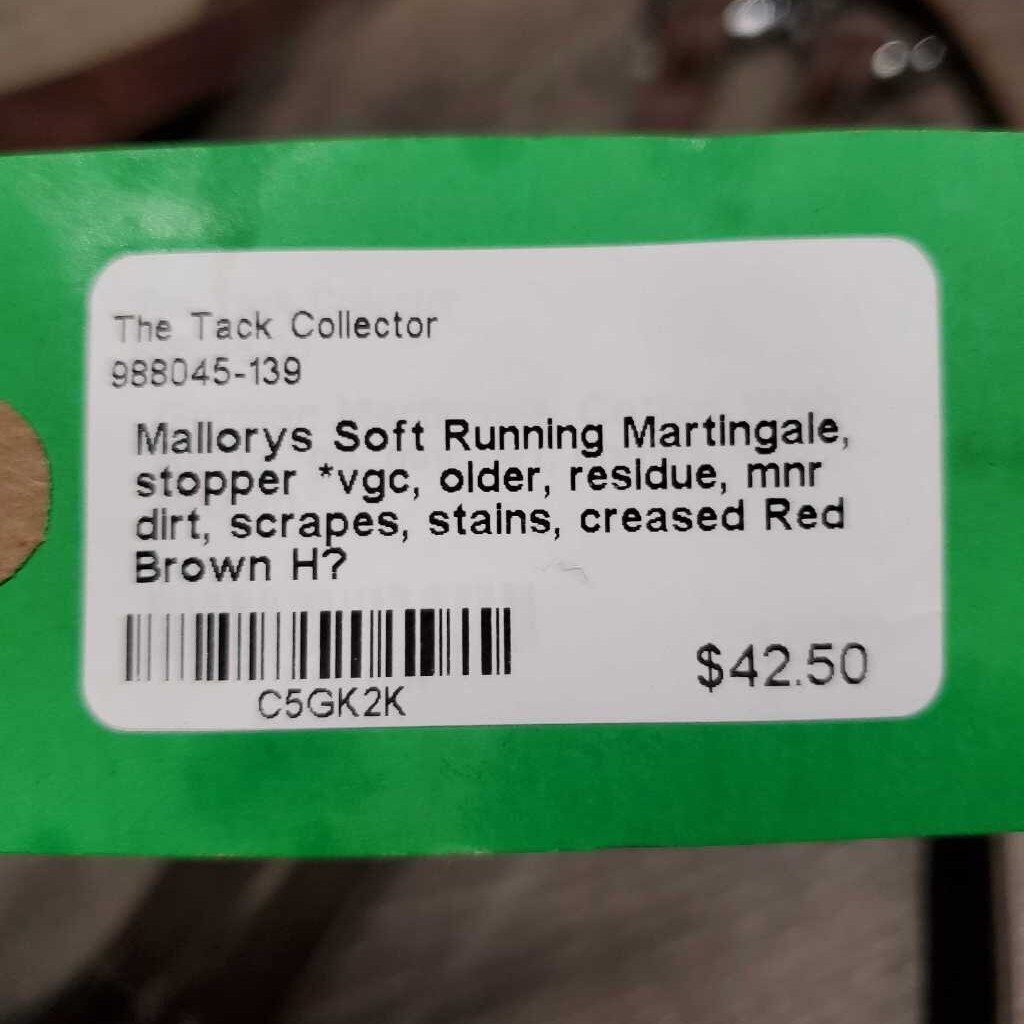 The Tack Collector
988045-139
Mallorys Soft Running Martingale,
stopper *vgc, older, residue, mnr
dirt, scrapes, stains, creased Red
Brown H?
C5GK2K
$42.50